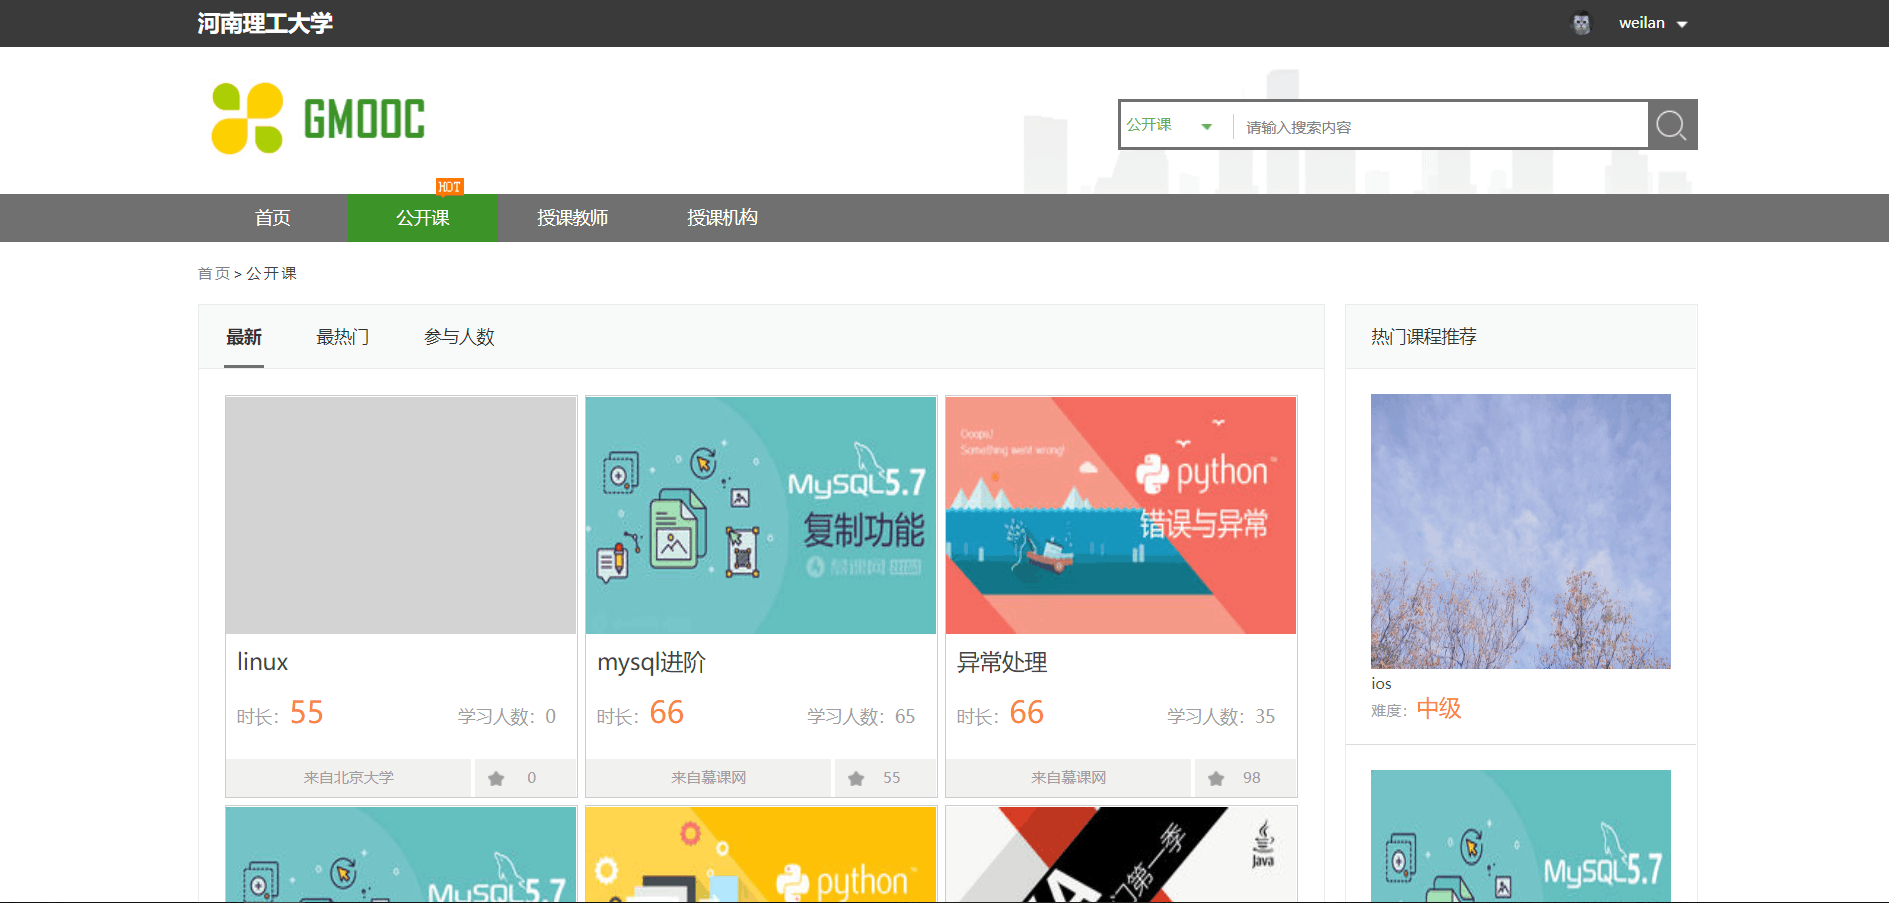 河南理工大学
weilan
GMOOC
公开课
请输入搜索内容
HOT
首页
公开课
授课教师
授课机构
首页 > 公开课
最新
最热门
参与人数
热门课程推荐
MySQL5.7
复制功能
慕课网
Ooops!
Something went wrong!
python
错误与异常
linux
时长：55
学习人数：0
来自北京大学
0
mysql进阶
时长：66
学习人数：65
来自慕课网
55
异常处理
时长：66
学习人数：35
来自慕课网
98
ios
难度：中级
MySQL5.7
python
门第一季
Java
MySQL5.7